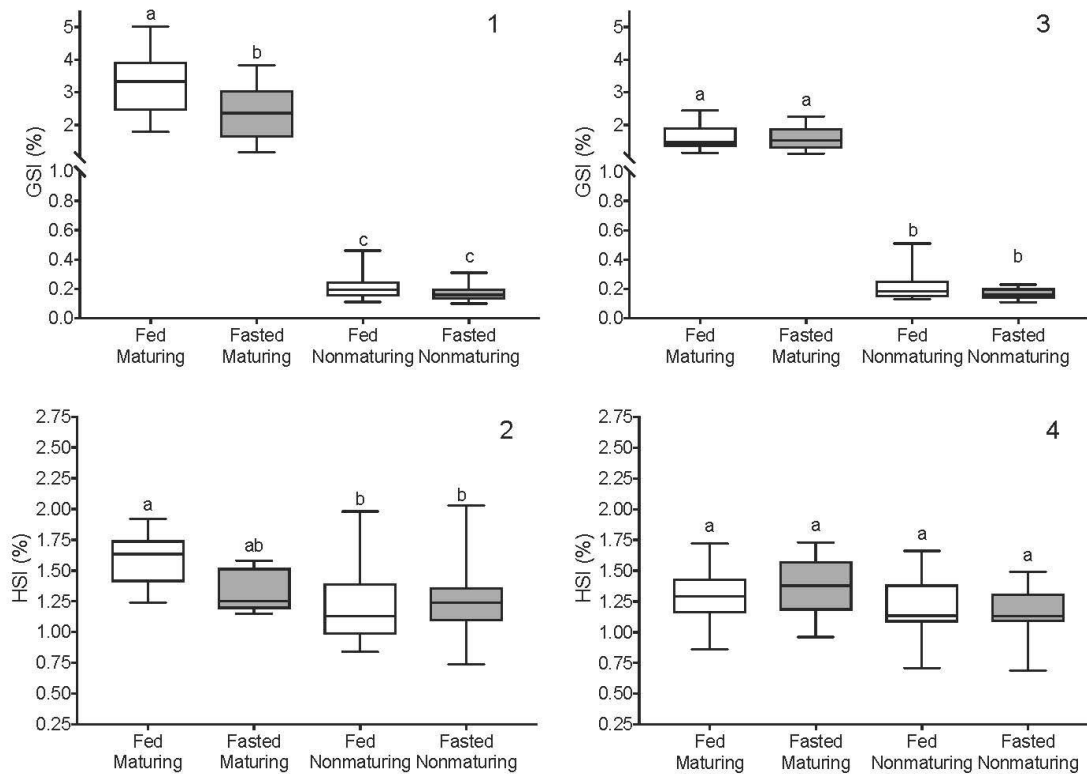 1
GSI (%)
5
4
3
2
1.0
0.8
0.6
0.4
0.2
0.0
a
b
c
c
Fed
Maturing
Fasted
Maturing
Fed
Nonmaturing
Fasted
Nonmaturing
3
GSI (%)
5
4
3
2
1.0
0.8
0.6
0.4
0.2
0.0
a
a
b
b
Fed
Maturing
Fasted
Maturing
Fed
Nonmaturing
Fasted
Nonmaturing
2
HSI (%)
2.75
2.50
2.25
2.00
1.75
1.50
1.25
1.00
0.75
0.50
0.25
a
ab
b
b
Fed
Maturing
Fasted
Maturing
Fed
Nonmaturing
Fasted
Nonmaturing
4
HSI (%)
2.75
2.50
2.25
2.00
1.75
1.50
1.25
1.00
0.75
0.50
0.25
a
a
a
a
Fed
Maturing
Fasted
Maturing
Fed
Nonmaturing
Fasted
Nonmaturing